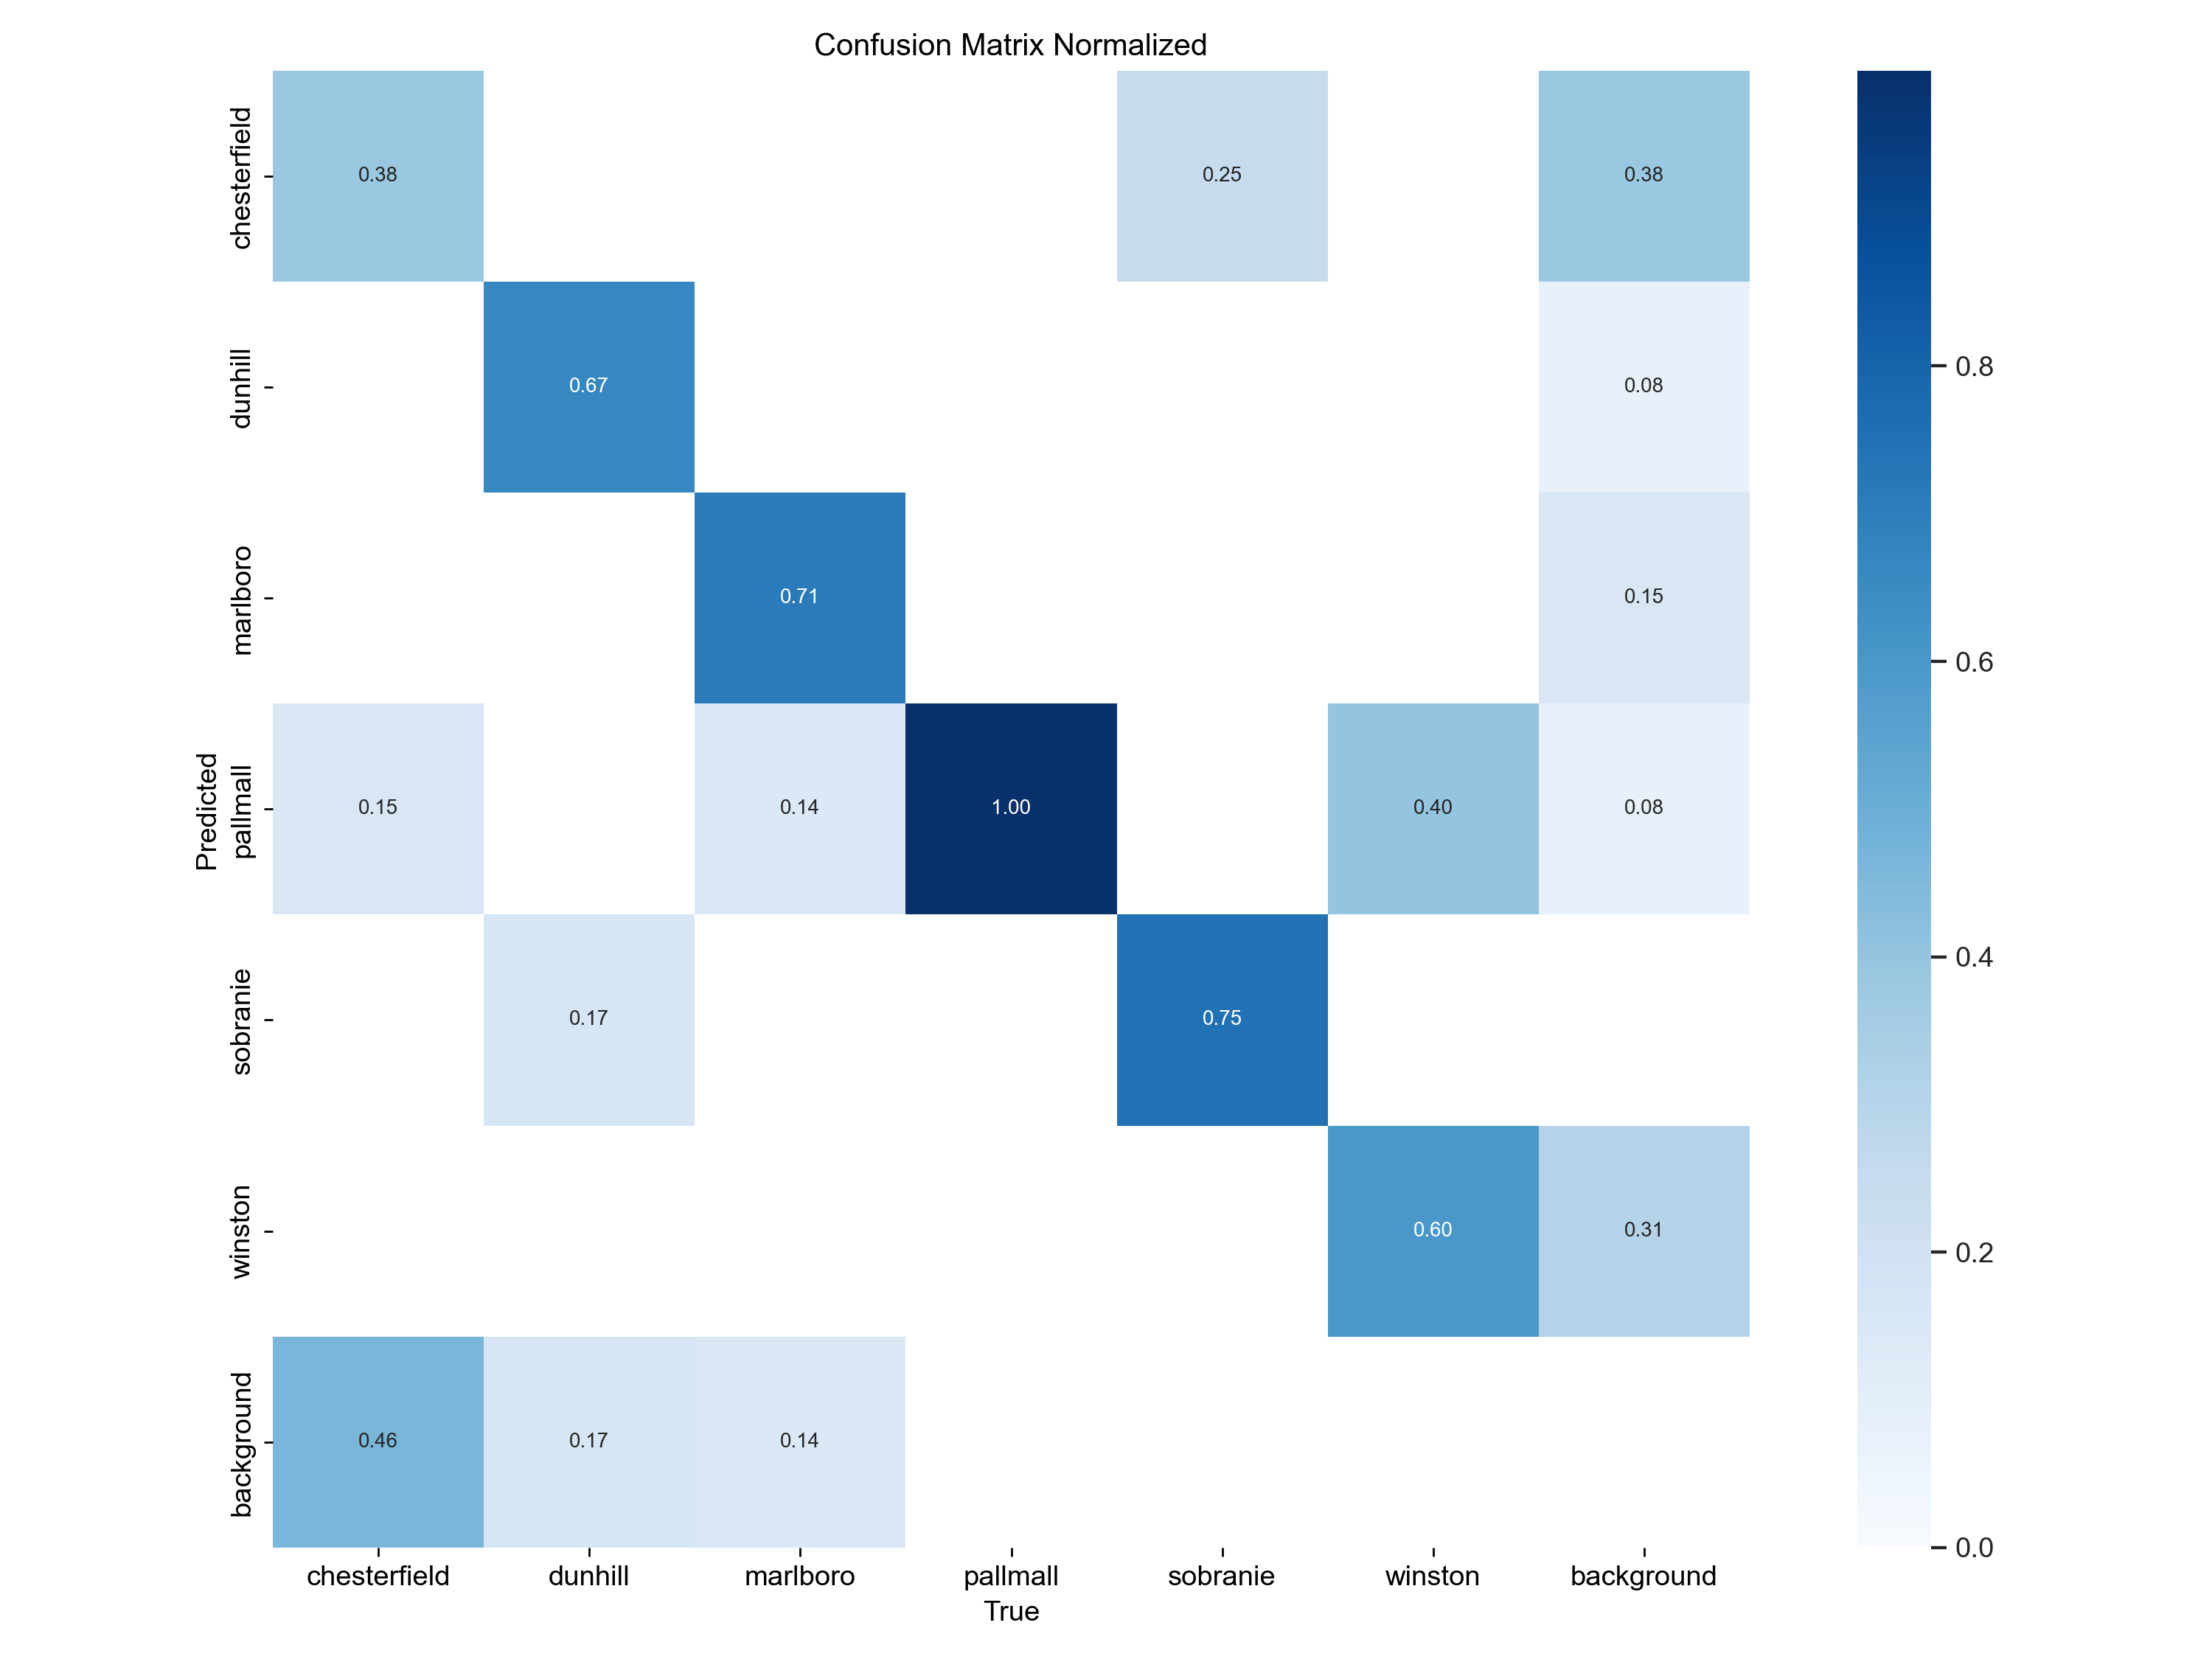 Confusion Matrix Normalized
chesterfield
0.38
0.25
0.38
dunhill
0.67
0.08
marlboro
0.71
0.15
Predicted
pallmall
0.15
0.14
1.00
0.40
0.08
sobranie
0.17
0.75
winston
0.60
0.31
background
0.46
0.17
0.14
chesterfield
dunhill
marlboro
pallmall
sobranie
winston
background
True
0.8
0.6
0.4
0.2
0.0